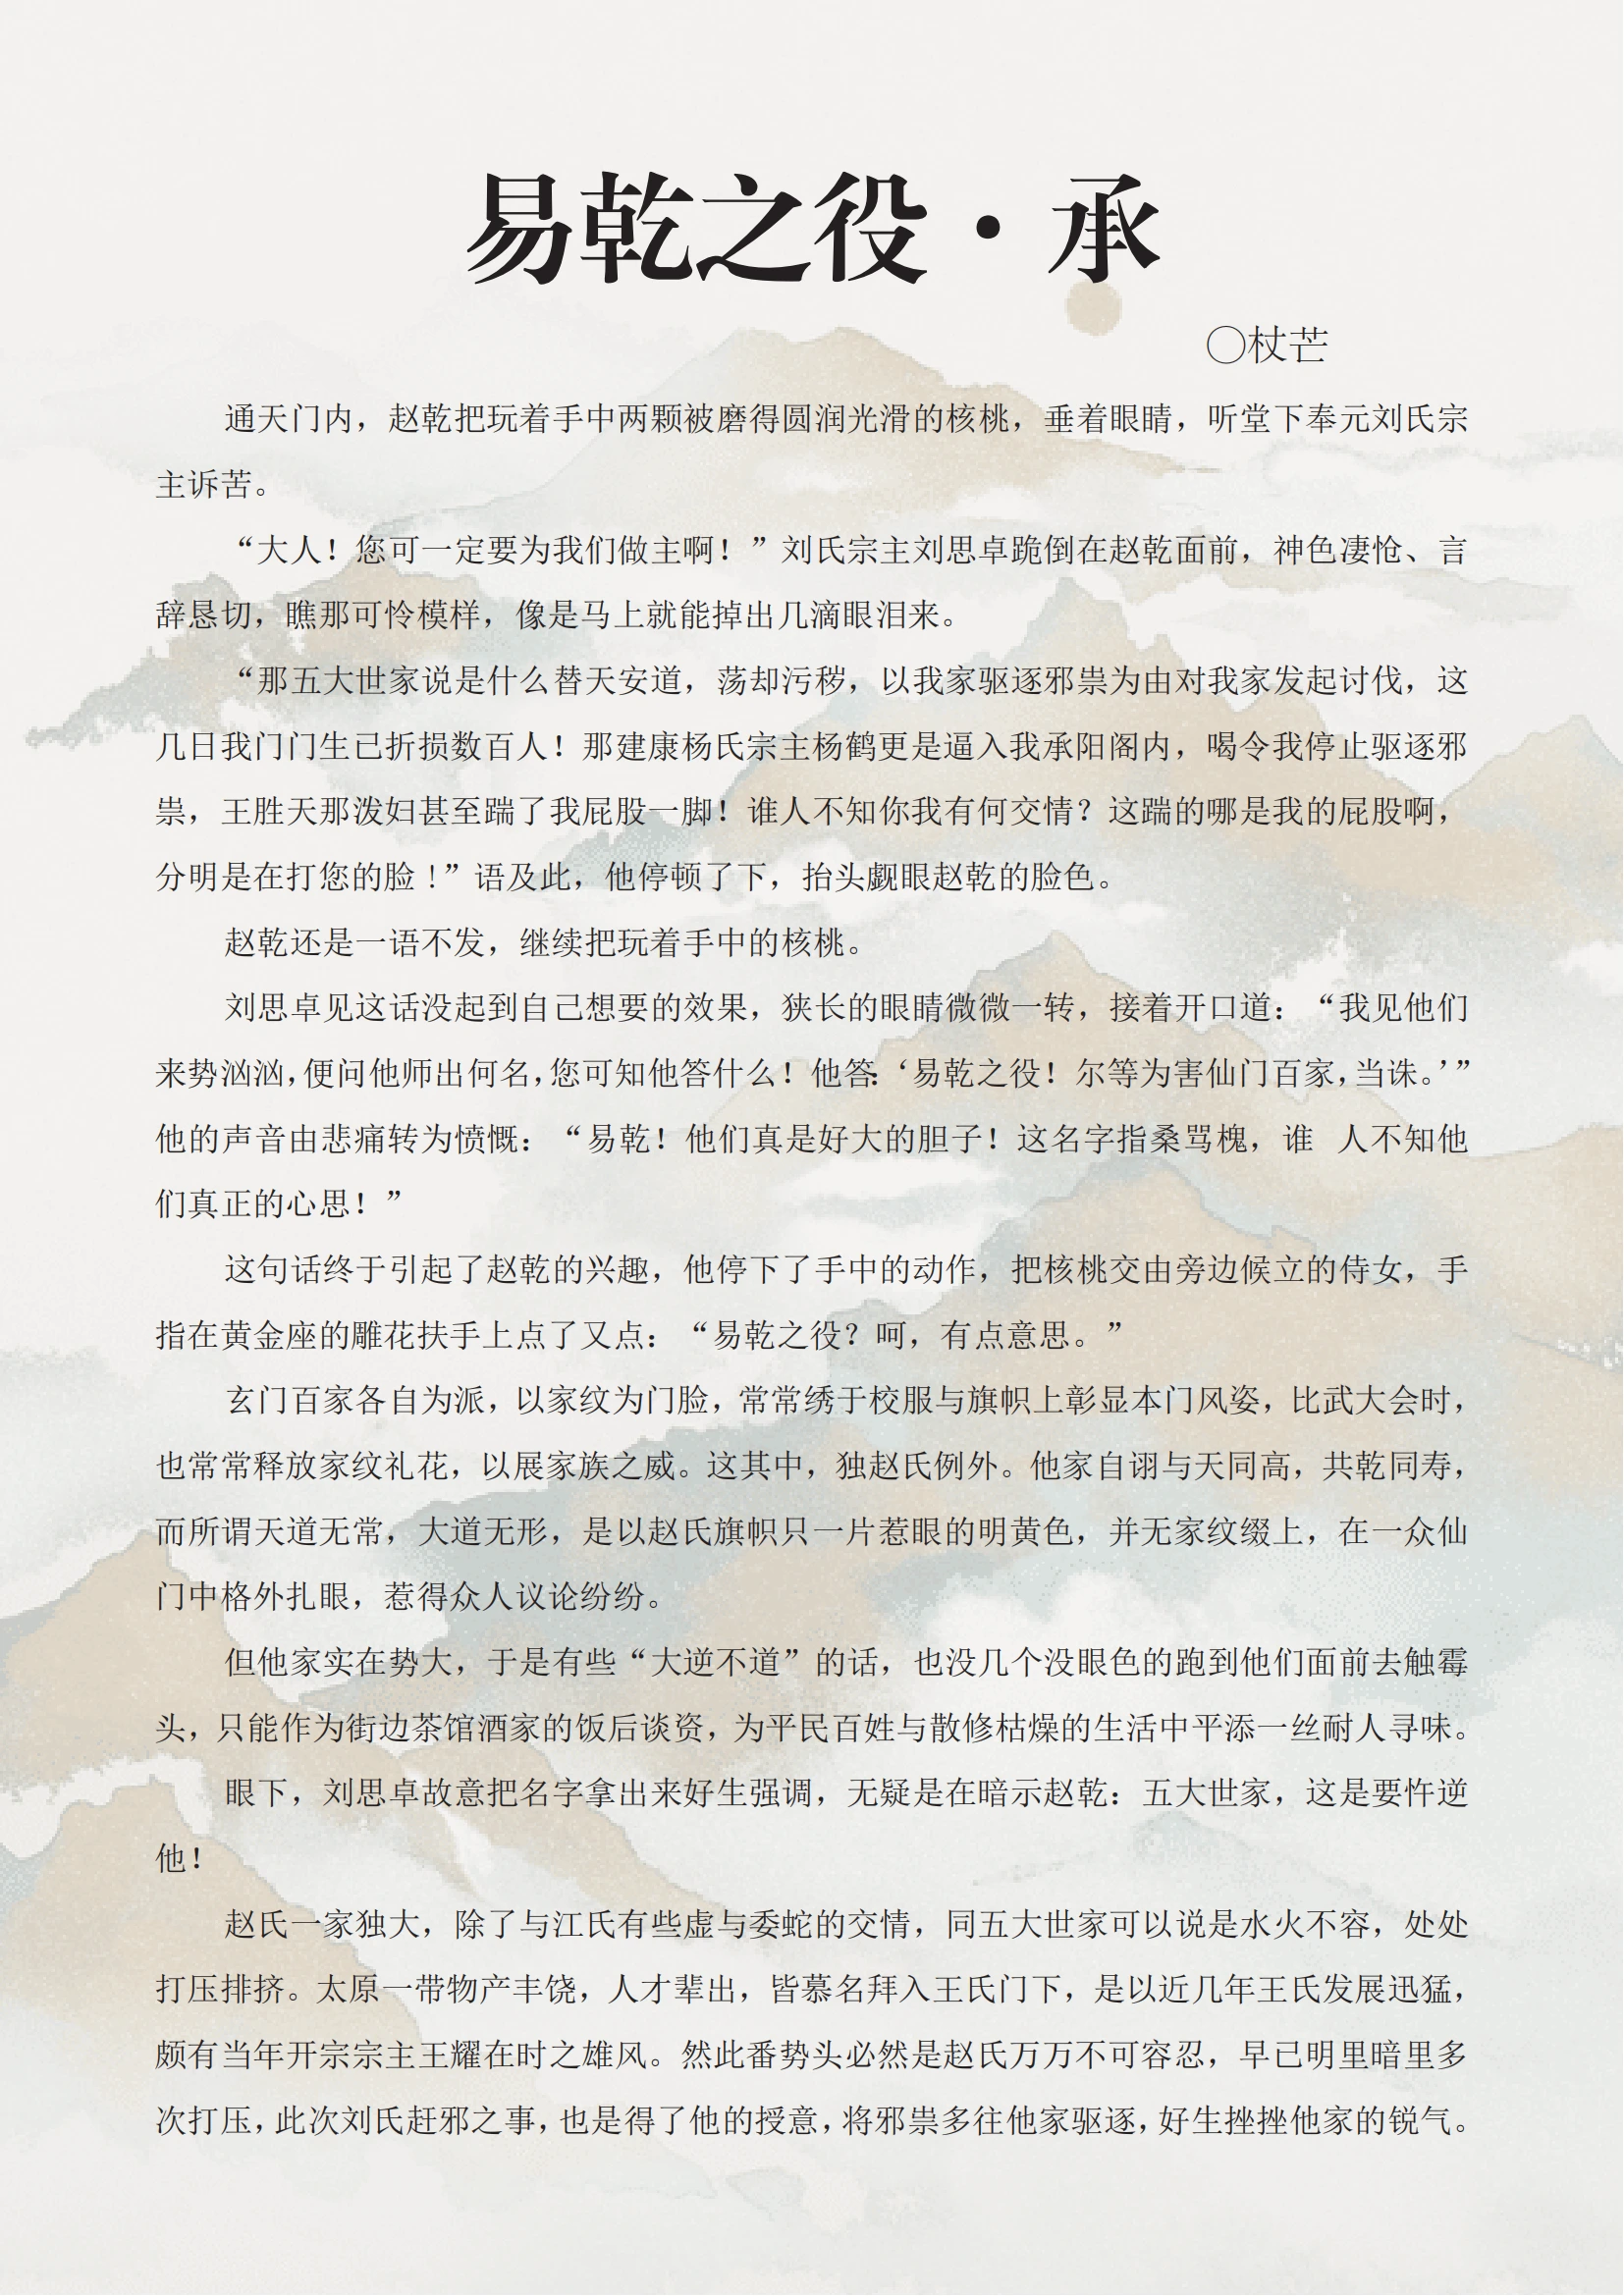 易乾之役·承
〇杖芒
通天门内，赵乾把玩着手中两颗被磨得圆润光滑的核桃，垂着眼睛，听堂下奉元刘氏宗
主诉苦。
“大人！您可一定要为我们做主啊！”刘氏宗主刘思卓跪倒在赵乾面前，神色凄怆、言
辞恳切，瞧那可怜模样，像是马上就能掉出几滴眼泪来。
“那五大世家说是什么替天安道，荡却污秽，以我家驱逐邪祟为由对我家发起讨伐，这
几日我门门生已折损数百人！那建康杨氏宗主杨鹤更是逼入我承阳阁内，喝令我停止驱逐邪
祟，王胜天那泼妇甚至踹了我屁股一脚！谁人不知你我有何交情？这踹的哪是我的屁股啊，
分明是在打您的脸！”语及此，他停顿了下，抬头觑眼赵乾的脸色。
赵乾还是一语不发，继续把玩着手中的核桃。
刘思卓见这话没起到自己想要的效果，狭长的眼睛微微一转，接着开口道：“我见他们
来势汹汹，便问他师出何名，您可知他答什么！他答：‘易乾之役！尔等为害仙门百家，当诛。’”
他的声音由悲痛转为愤慨：“易乾！他们真是好大的胆子！这名字指桑骂槐，谁 人不知他
们真正的心思！”
这句话终于引起了赵乾的兴趣，他停下了手中的动作，把核桃交由旁边候立的侍女，手
指在黄金座的雕花扶手上点了又点：“易乾之役？呵，有点意思。”
玄门百家各自为派，以家纹为门脸，常常绣于校服与旗帜上彰显本门风姿，比武大会时，
也常常释放家纹礼花，以展家族之威。这其中，独赵氏例外。他家自诩与天同高，共乾同寿，
而所谓天道无常，大道无形，是以赵氏旗帜只一片惹眼的明黄色，并无家纹缀上，在一众仙
门中格外扎眼，惹得众人议论纷纷。
但他家实在势大，于是有些“大逆不道”的话，也没几个没眼色的跑到他们面前去触霉
头，只能作为街边茶馆酒家的饭后谈资，为平民百姓与散修枯燥的生活中平添一丝耐人寻味。
眼下，刘思卓故意把名字拿出来好生强调，无疑是在暗示赵乾：五大世家，这是要忤逆
他！
赵氏一家独大，除了与江氏有些虚与委蛇的交情，同五大世家可以说是水火不容，处处
打压排挤。太原一带物产丰饶，人才辈出，皆慕名拜入王氏门下，是以近几年王氏发展迅猛，
颇有当年开宗宗主王耀在时之雄风。然此番势头必然是赵氏万万不可容忍，早已明里暗里多
次打压，此次刘氏赶邪之事，也是得了他的授意，将邪祟多往他家驱逐，好生挫挫他家的锐气。